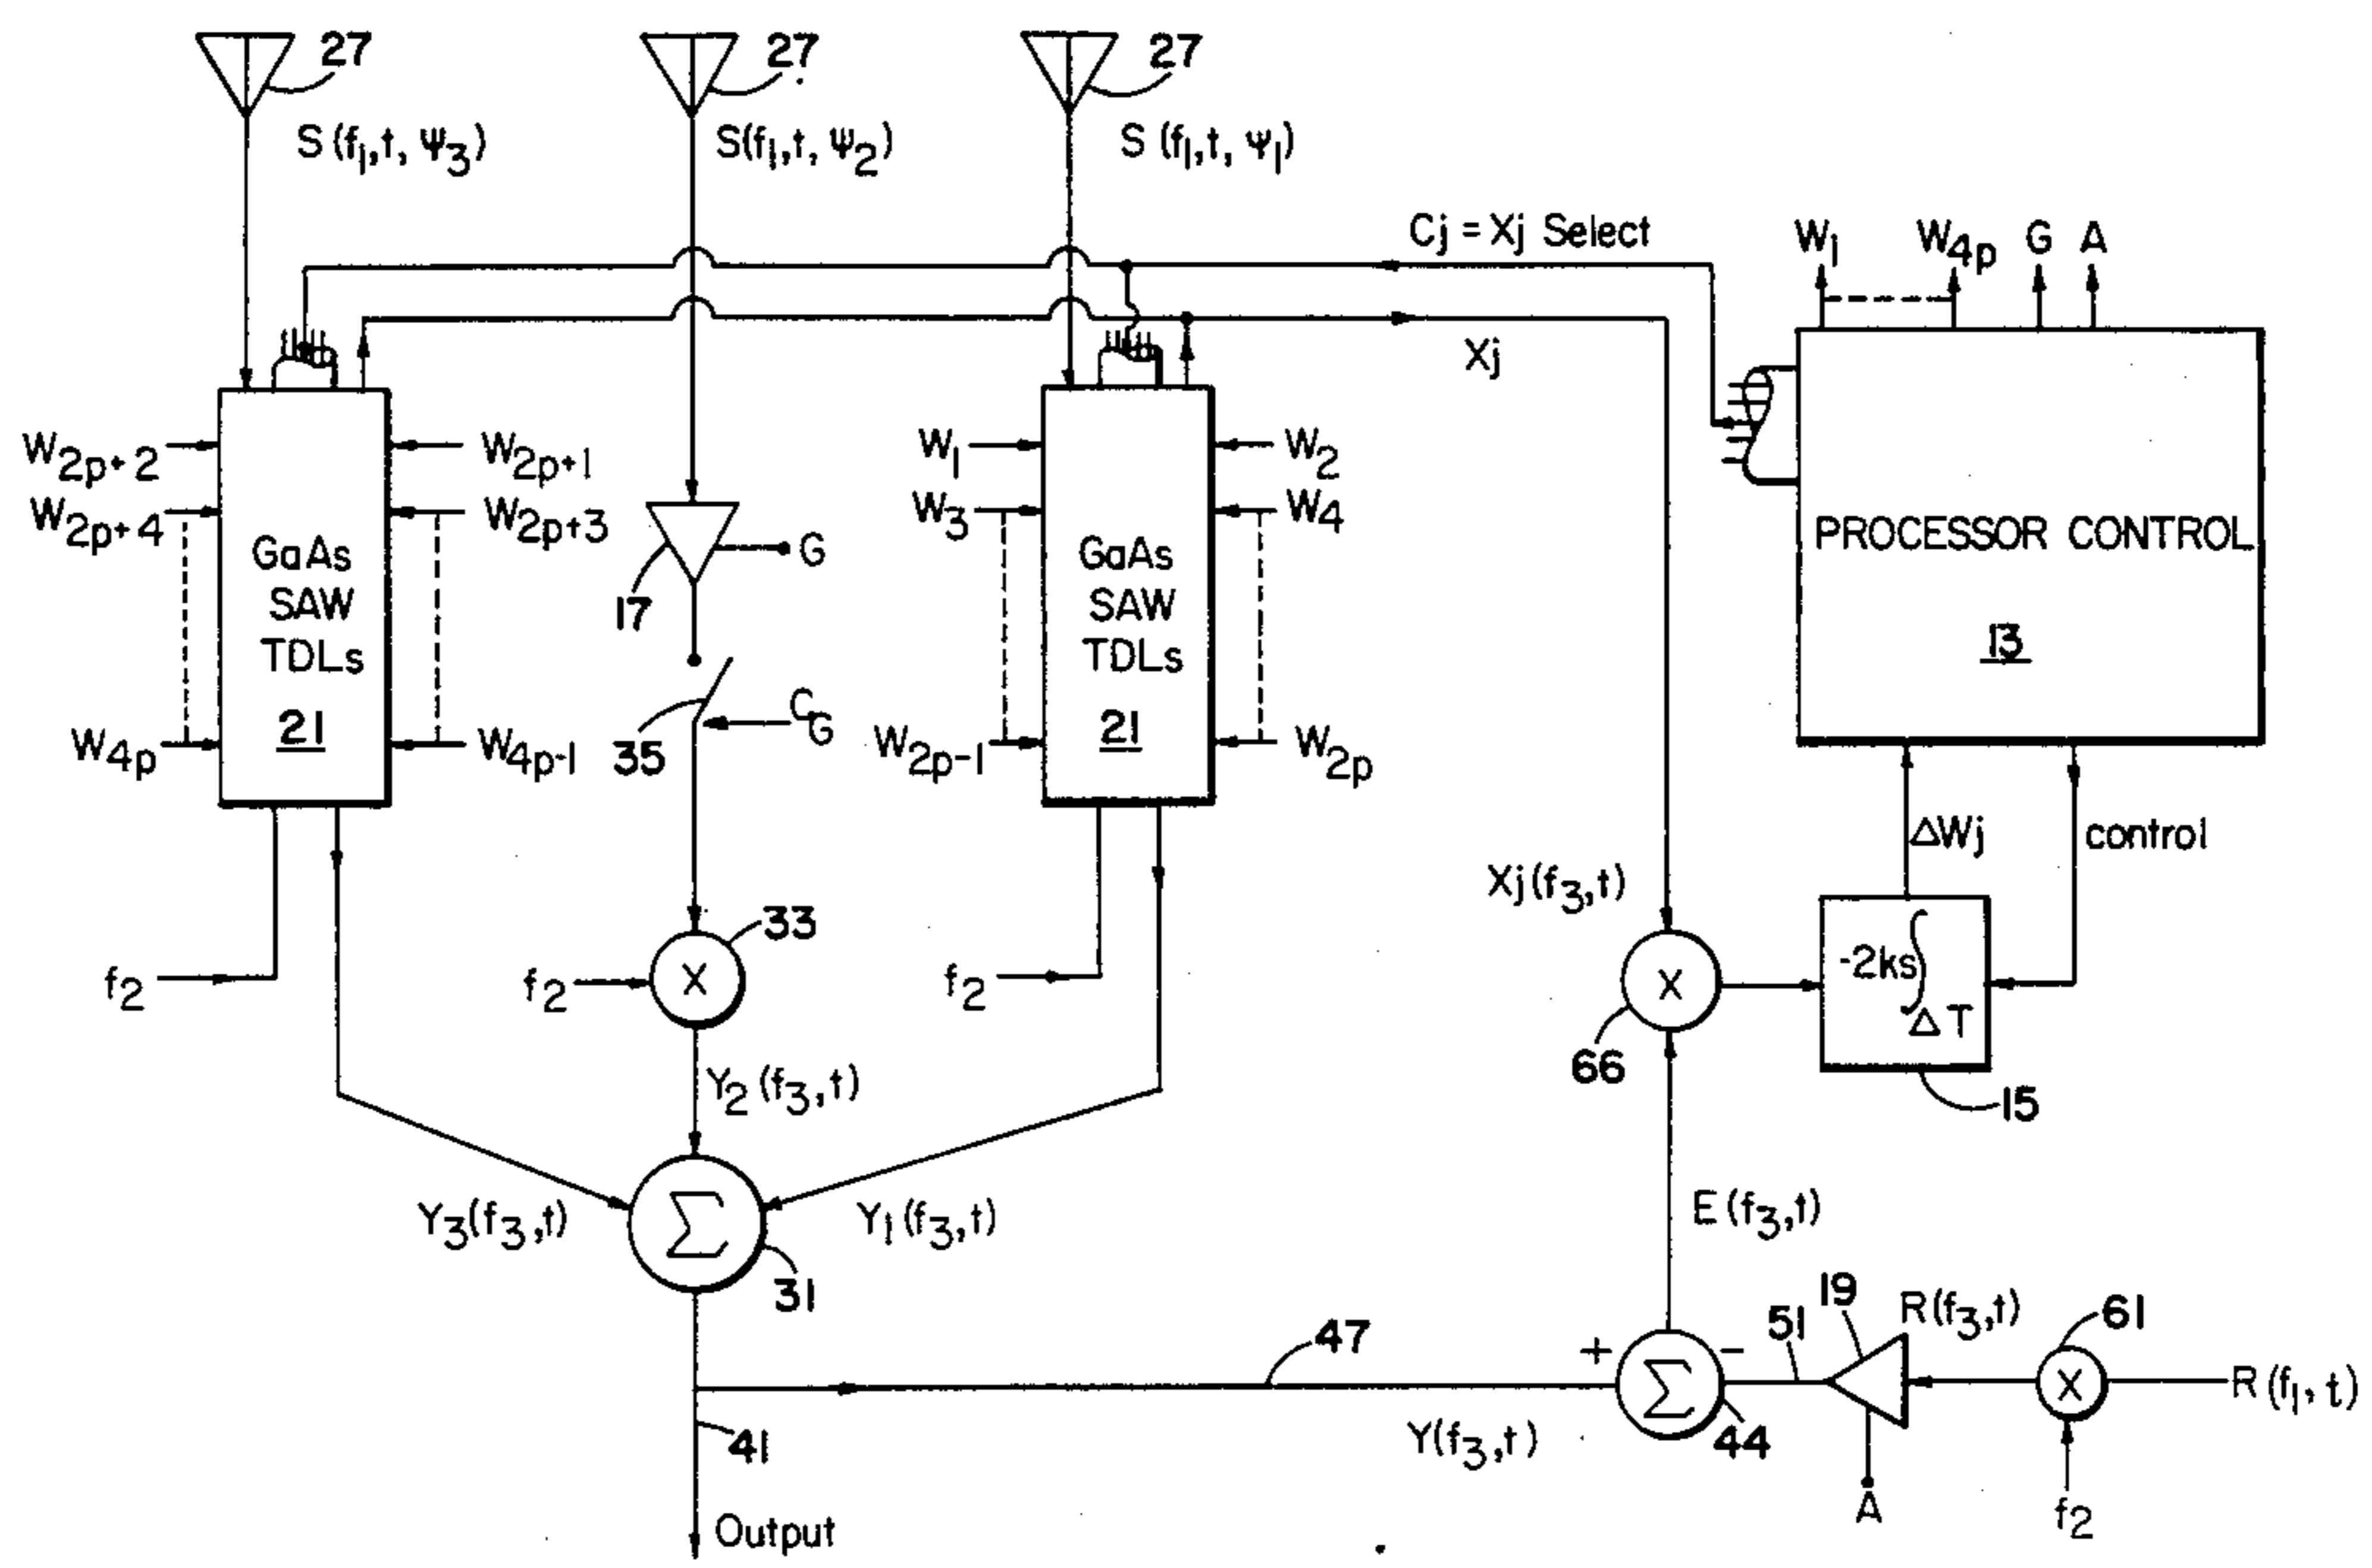 27
27
27
S(f₁,t, ψ₃)
S(f₁,t, ψ₂)
S(f₁,t, ψ₁)
Cj = Xj Select
Xj
W₁
W₄ₚ
G
A
PROCESSOR CONTROL
13
W₂ₚ₊₂
W₂ₚ₊₄
W₄ₚ
GaAs
SAW
TDLs
21
W₂ₚ₊₁
W₂ₚ₊₃
W₄ₚ₋₁
17
G
35
C_G
W₁
W₃
W₂ₚ₋₁
GaAs
SAW
TDLs
21
W₂
W₄
W₂ₚ
ΔWj
control
f₂
f₂
X
33
f₂
Xj(f₃,t)
X
66
-2ks∫
ΔT
15
Y₂(f₃,t)
Y₃(f₃,t)
Σ
31
Y₁(f₃,t)
E(f₃,t)
47
Y(f₃,t)
+
Σ
−
44
51
19
A
R(f₃,t)
X
61
f₂
R(f₁,t)
41
Output